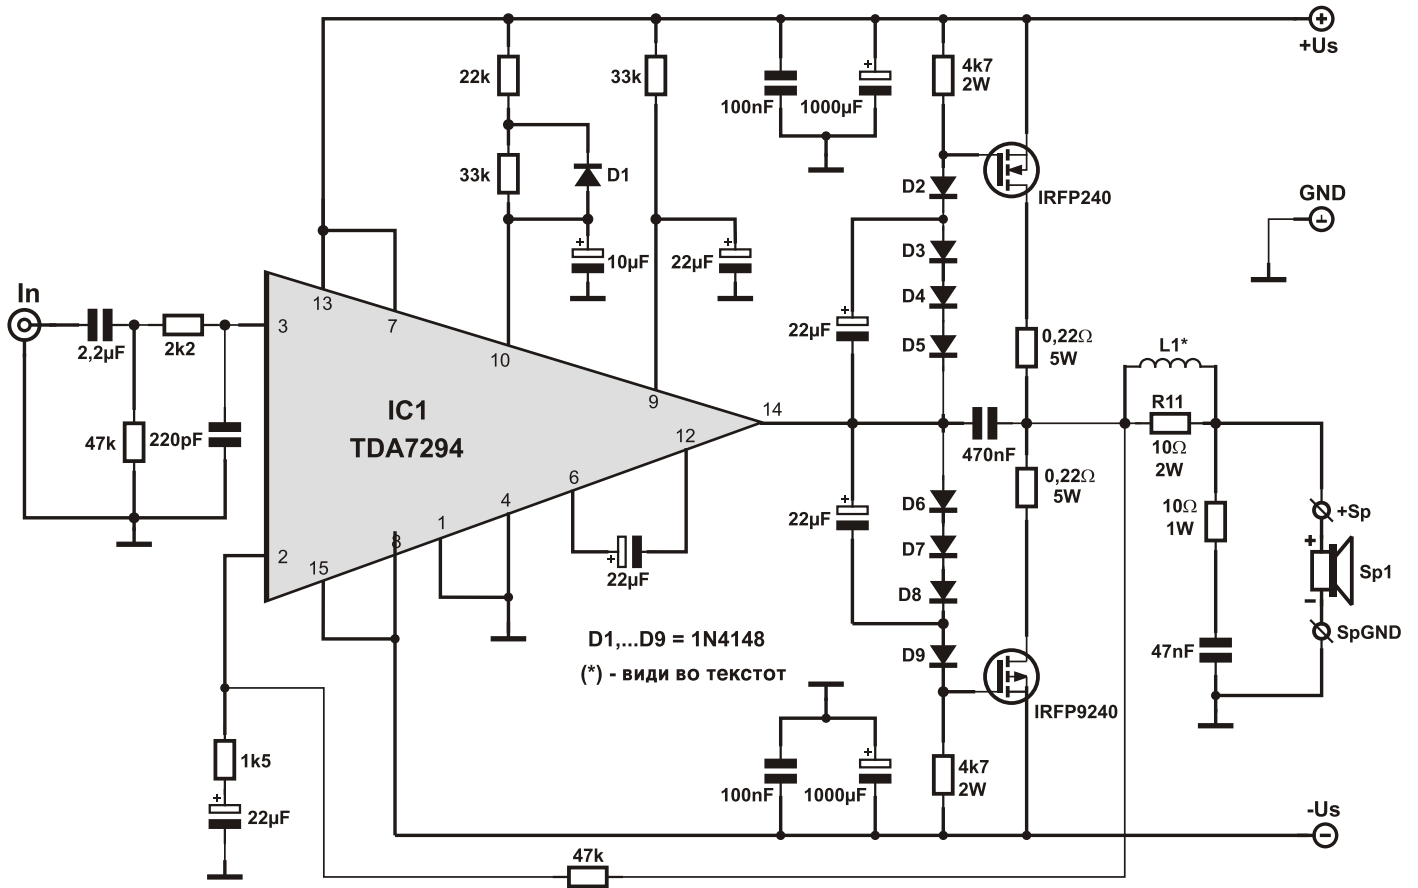 +Us
22k
33k
100nF
1000µF
4k7
2W
33k
D1
D2
IRFP240
GND
10µF
22µF
D3
D4
D5
In
13
7
3
2,2µF
2k2
10
22µF
0,22Ω
5W
L1*
IC1
TDA7294
9
14
R11
47k
220pF
12
470nF
10Ω
2W
6
0,22Ω
5W
4
1
8
22µF
D6
10Ω
1W
+Sp
D7
+
2
15
22µF
D8
Sp1
-
D1,...D9 = 1N4148
(*) - види во текстот
D9
47nF
SpGND
IRFP9240
1k5
22µF
100nF
1000µF
4k7
2W
-Us
47k